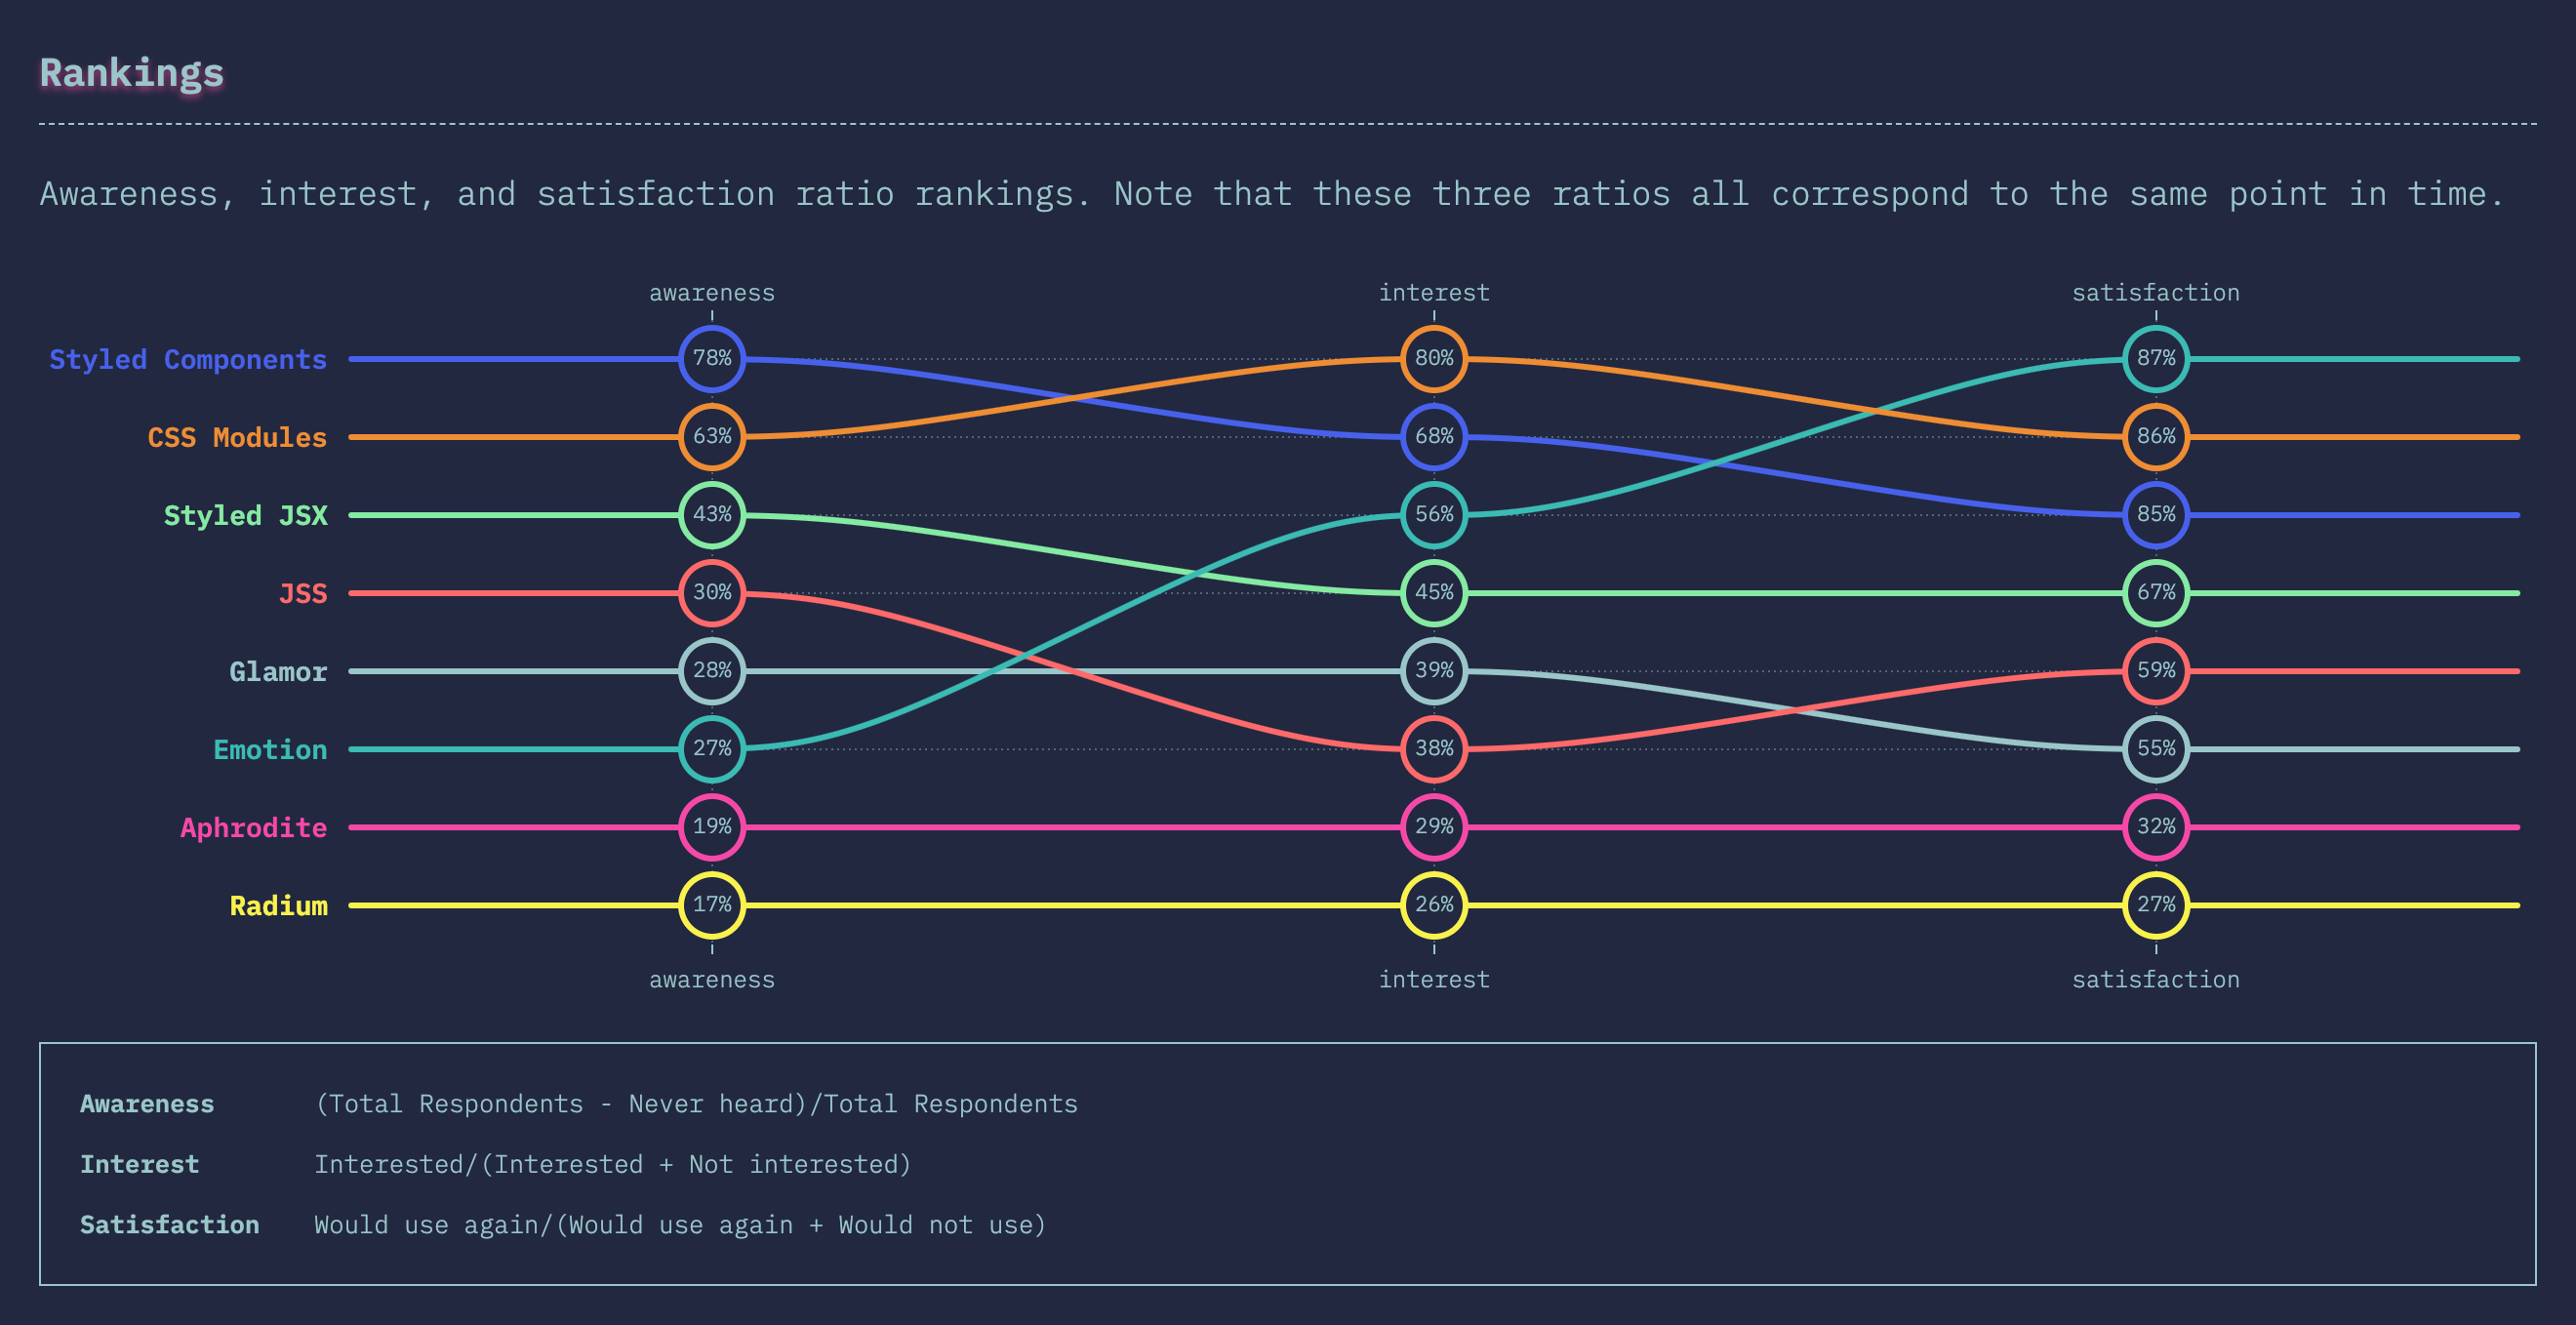 Rankings
Awareness, interest, and satisfaction ratio rankings. Note that these three ratios all correspond to the same point in time.
awareness interest satisfaction
Styled Components 78% 80% 87%
CSS Modules 63% 68% 86%
Styled JSX 43% 56% 85%
JSS 30% 45% 67%
Glamor 28% 39% 59%
Emotion 27% 38% 55%
Aphrodite 19% 29% 32%
Radium 17% 26% 27%
awareness interest satisfaction
Awareness (Total Respondents - Never heard)/Total Respondents
Interest Interested/(Interested + Not interested)
Satisfaction Would use again/(Would use again + Would not use)